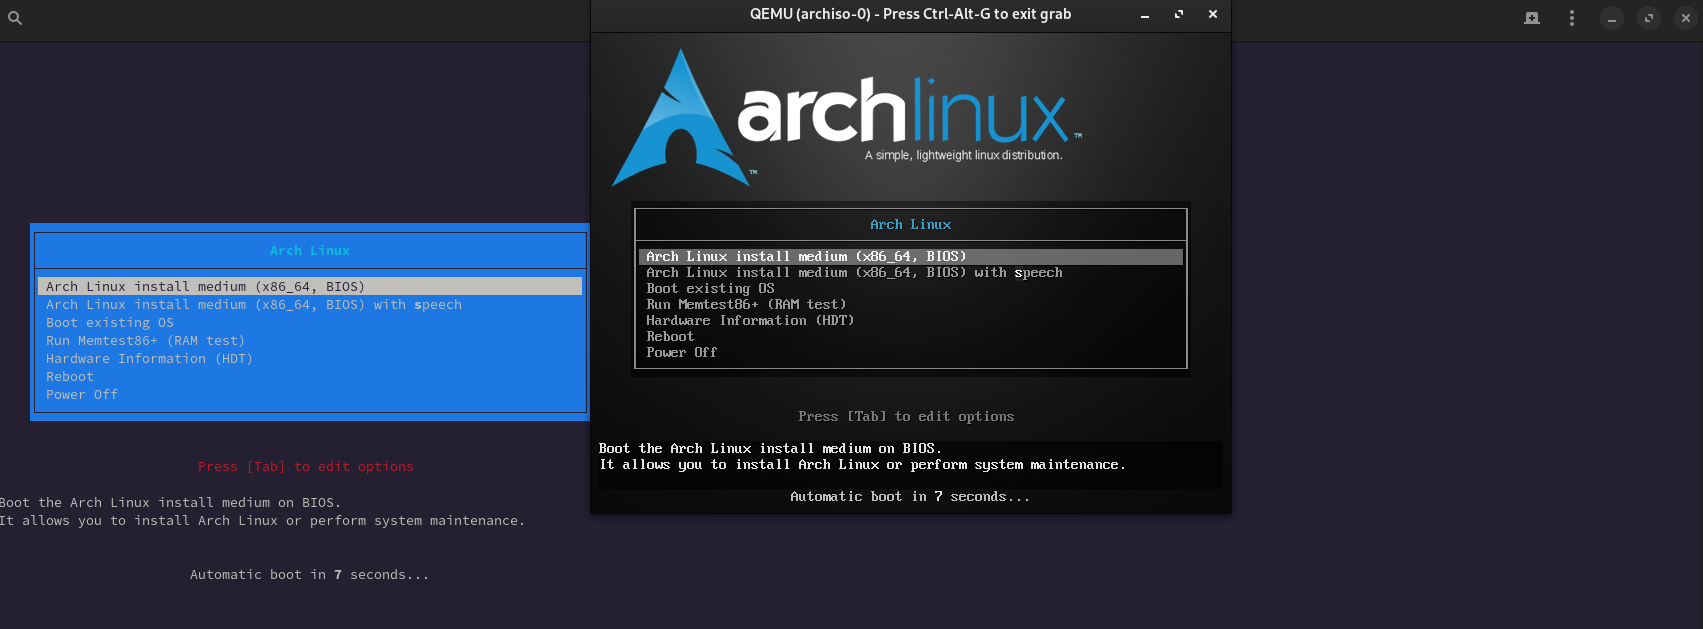 QEMU (archiso-0) - Press Ctrl-Alt-G to exit grab
archlinux™
A simple, lightweight linux distribution.
™
Arch Linux
Arch Linux install medium (x86_64, BIOS)
Arch Linux install medium (x86_64, BIOS) with speech
Boot existing OS
Run Memtest86+ (RAM test)
Hardware Information (HDT)
Reboot
Power Off
Press [Tab] to edit options
Boot the Arch Linux install medium on BIOS.
It allows you to install Arch Linux or perform system maintenance.
Automatic boot in 7 seconds...
Arch Linux
Arch Linux install medium (x86_64, BIOS)
Arch Linux install medium (x86_64, BIOS) with speech
Boot existing OS
Run Memtest86+ (RAM test)
Hardware Information (HDT)
Reboot
Power Off
Press [Tab] to edit options
Boot the Arch Linux install medium on BIOS.
It allows you to install Arch Linux or perform system maintenance.
Automatic boot in 7 seconds...